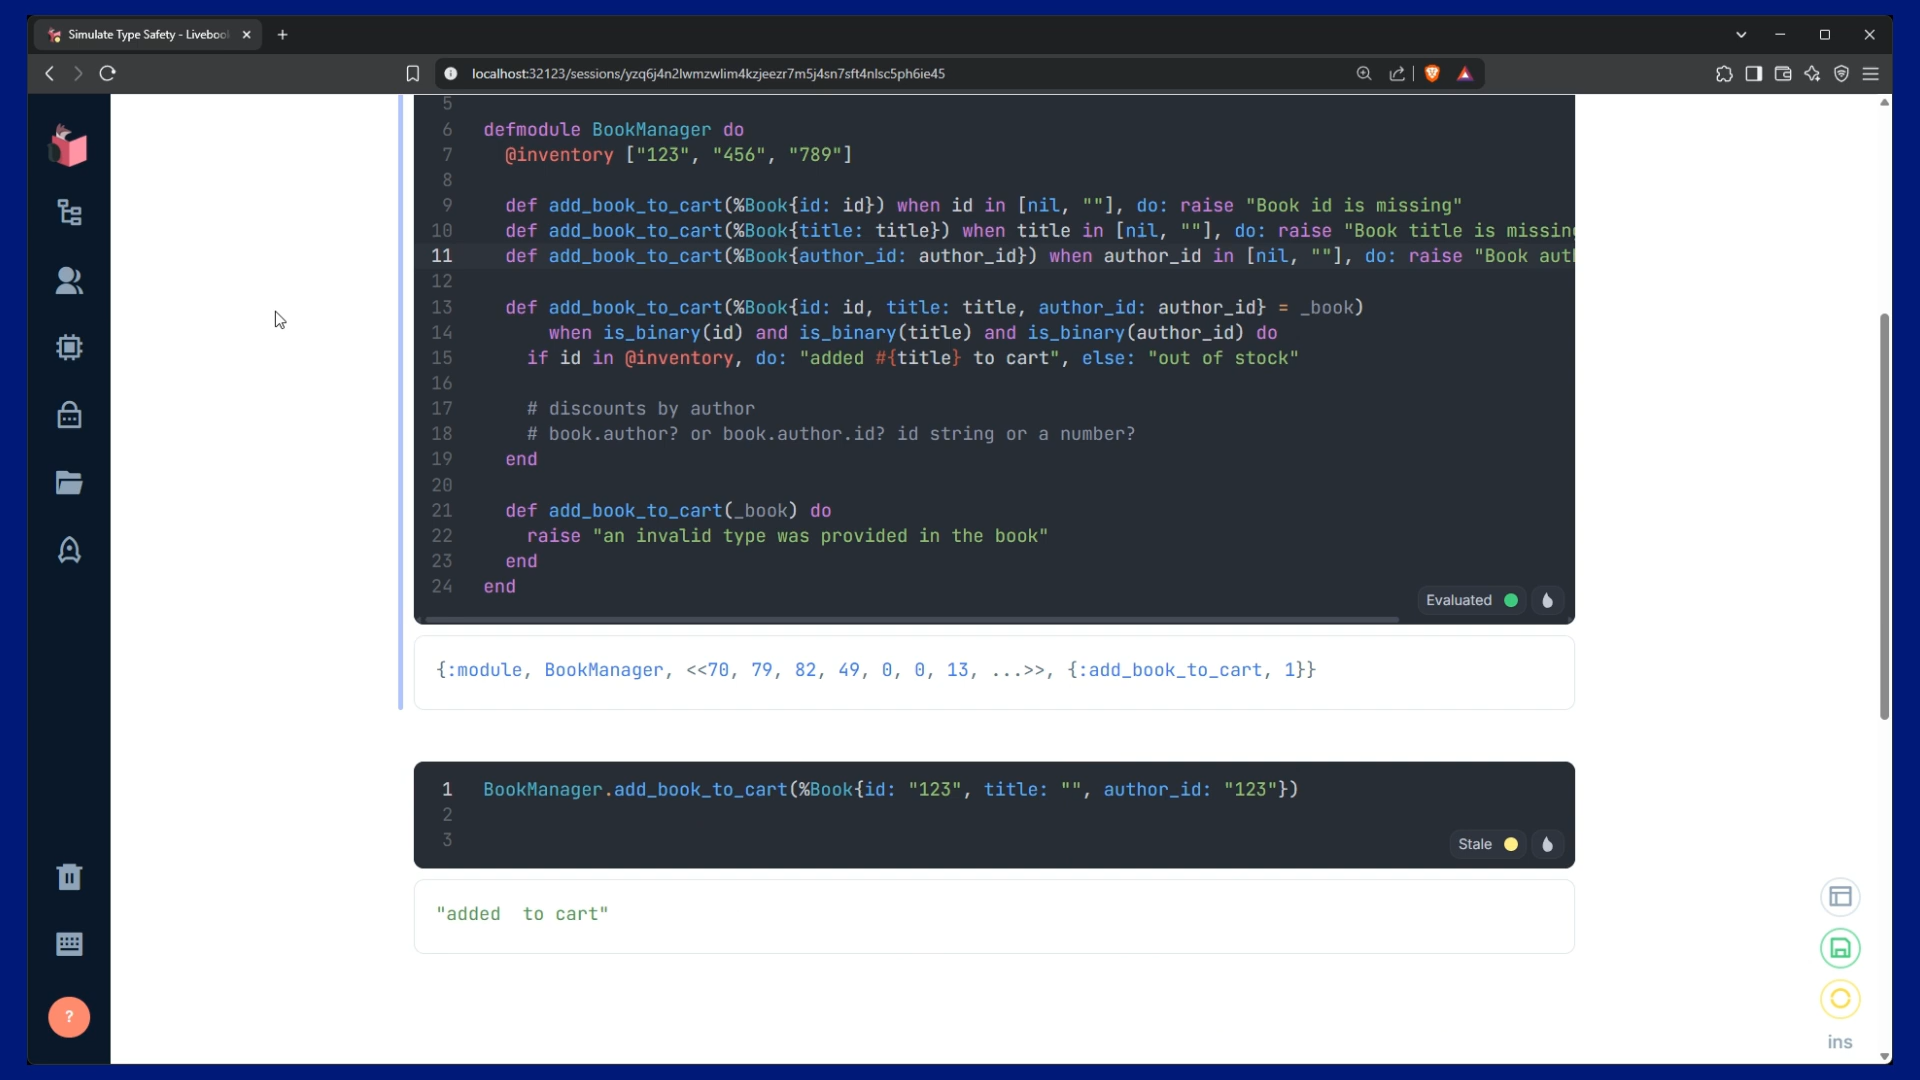 Simulate Type Safety - Livebook
localhost:32123/sessions/yzq6j4n2lwmzwlim4kzjeezr7m5j4sn7sft4nlsc5ph6ie45
5
6 defmodule BookManager do
7 @inventory ["123", "456", "789"]
8
9 def add_book_to_cart(%Book{id: id}) when id in [nil, ""], do: raise "Book id is missing"
10 def add_book_to_cart(%Book{title: title}) when title in [nil, ""], do: raise "Book title is missin
11 def add_book_to_cart(%Book{author_id: author_id}) when author_id in [nil, ""], do: raise "Book aut
12
13 def add_book_to_cart(%Book{id: id, title: title, author_id: author_id} = _book)
14 when is_binary(id) and is_binary(title) and is_binary(author_id) do
15 if id in @inventory, do: "added #{title} to cart", else: "out of stock"
16
17 # discounts by author
18 # book.author? or book.author.id? id string or a number?
19 end
20
21 def add_book_to_cart(_book) do
22 raise "an invalid type was provided in the book"
23 end
24 end
Evaluated
{:module, BookManager, <<70, 79, 82, 49, 0, 0, 13, ...>>, {:add_book_to_cart, 1}}
1 BookManager.add_book_to_cart(%Book{id: "123", title: "", author_id: "123"})
2
3
Stale
"added  to cart"
?
ins